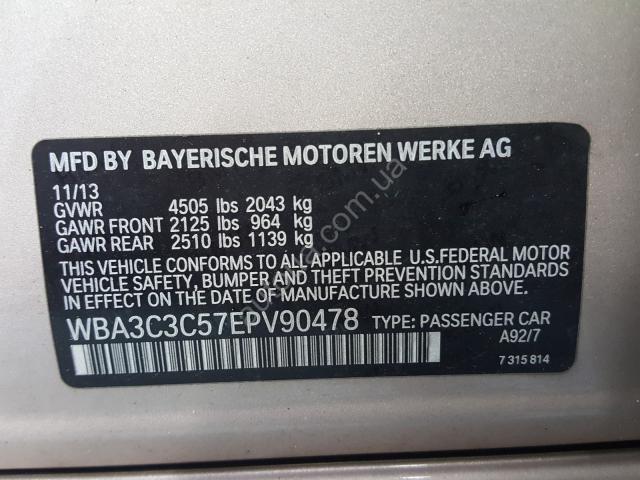 MFD BY BAYERISCHE MOTOREN WERKE AG
11/13
GVWR 4505 lbs 2043 kg
GAWR FRONT 2125 lbs 964 kg
GAWR REAR 2510 lbs 1139 kg
THIS VEHICLE CONFORMS TO ALL APPLICABLE U.S.FEDERAL MOTOR
VEHICLE SAFETY, BUMPER AND THEFT PREVENTION STANDARDS
IN EFFECT ON THE DATE OF MANUFACTURE SHOWN ABOVE.
WBA3C3C57EPV90478 TYPE: PASSENGER CAR
A92/7
7 315 814